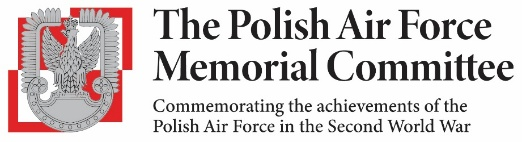 The Polish Air Force
Memorial Committee
Commemorating the achievements of the
Polish Air Force in the Second World War